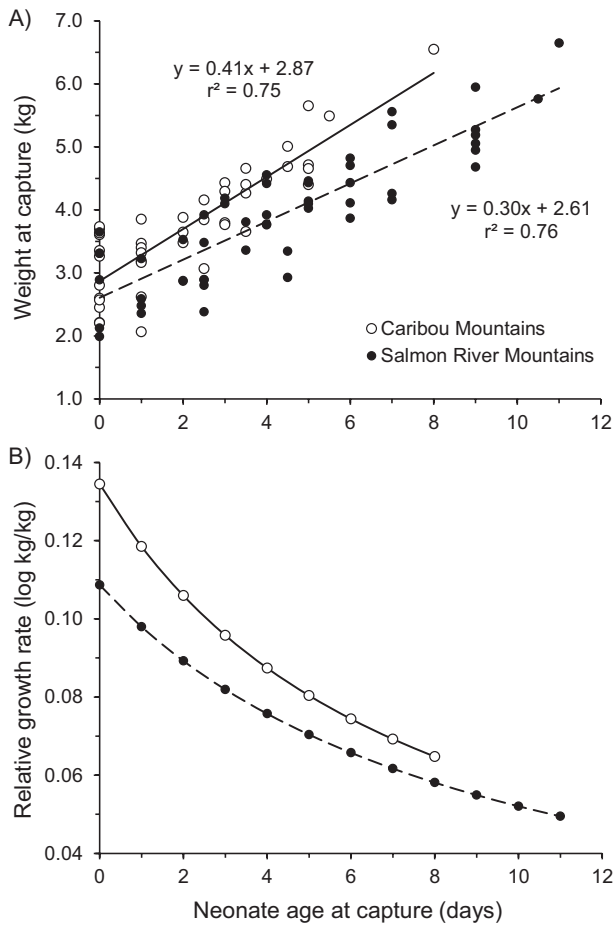 A)
Weight at capture (kg)
7.0
6.0
5.0
4.0
3.0
2.0
1.0
y = 0.41x + 2.87
r² = 0.75
y = 0.30x + 2.61
r² = 0.76
Caribou Mountains
Salmon River Mountains
0 2 4 6 8 10 12
B)
Relative growth rate (log kg/kg)
0.14
0.12
0.10
0.08
0.06
0.04
0 2 4 6 8 10 12
Neonate age at capture (days)